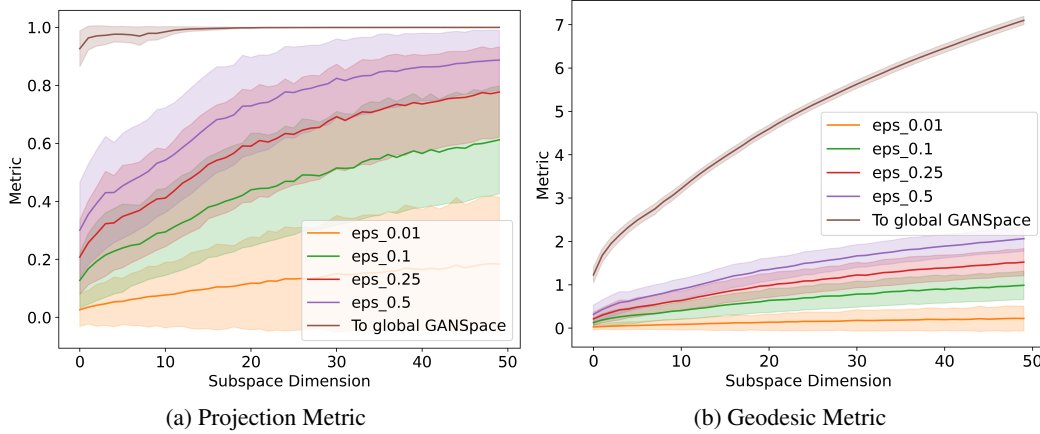 1.0
0.8
0.6
0.4
0.2
0.0
Metric
0
10
20
30
40
50
Subspace Dimension
eps_0.01
eps_0.1
eps_0.25
eps_0.5
To global GANSpace
(a) Projection Metric
7
6
5
4
3
2
1
0
Metric
0
10
20
30
40
50
Subspace Dimension
eps_0.01
eps_0.1
eps_0.25
eps_0.5
To global GANSpace
(b) Geodesic Metric